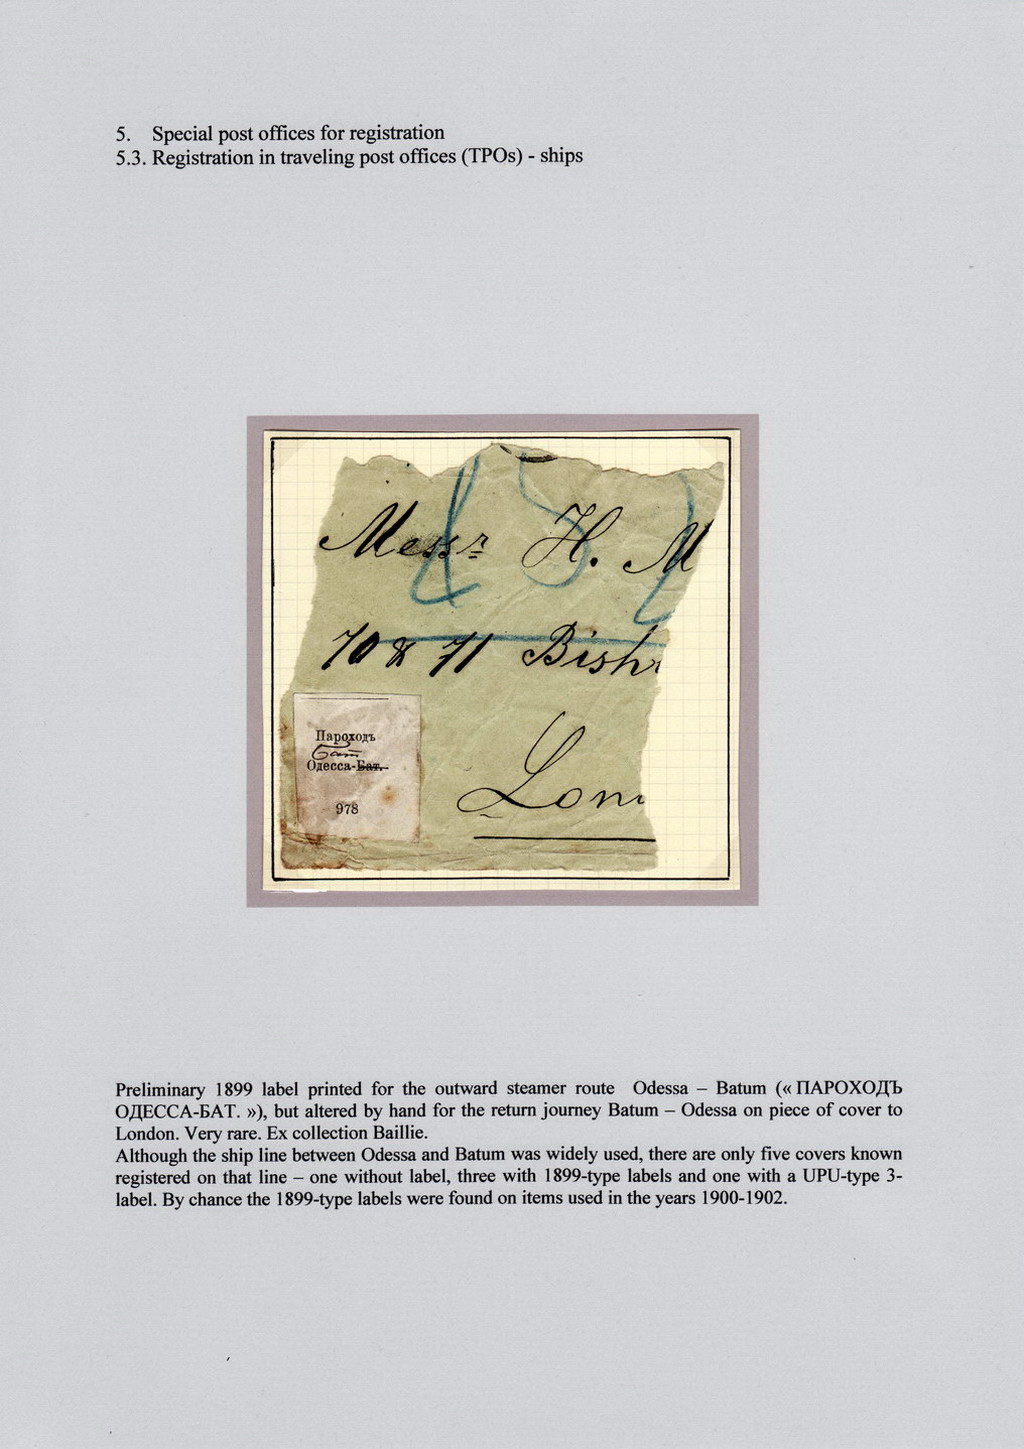 5. Special post offices for registration
5.3. Registration in traveling post offices (TPOs) - ships
Messrs H. M
70 & 71 Bish
Lon
Пароходъ
Бат.
Одесса-Бат.-
978
Preliminary 1899 label printed for the outward steamer route Odessa – Batum (« ПАРОХОДЪ
ОДЕССА-БАТ. »), but altered by hand for the return journey Batum – Odessa on piece of cover to
London. Very rare. Ex collection Baillie.
Although the ship line between Odessa and Batum was widely used, there are only five covers known
registered on that line – one without label, three with 1899-type labels and one with a UPU-type 3-
label. By chance the 1899-type labels were found on items used in the years 1900-1902.